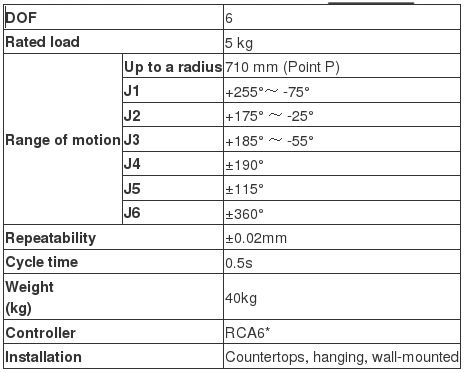 DOF 6
Rated load 5 kg
Range of motion
Up to a radius 710 mm (Point P)
J1 +255°～ -75°
J2 +175° ～ -25°
J3 +185° ～ -55°
J4 ±190°
J5 ±115°
J6 ±360°
Repeatability ±0.02mm
Cycle time 0.5s
Weight
(kg)
40kg
Controller RCA6*
Installation Countertops, hanging, wall-mounted